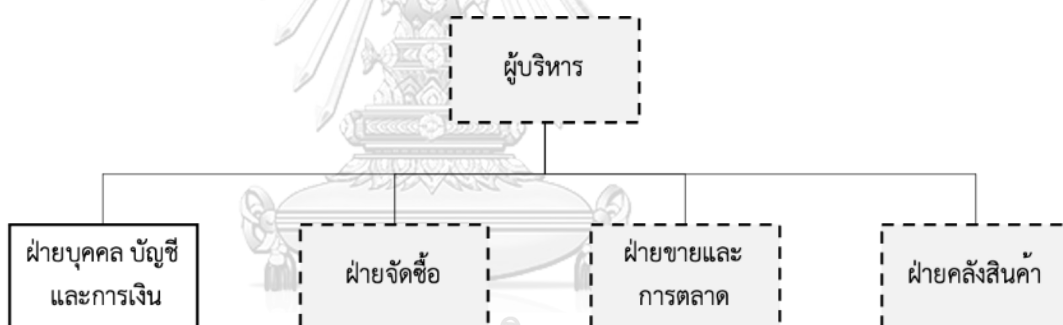 ผู้บริหาร
ฝ่ายบุคคล บัญชี
และการเงิน
ฝ่ายจัดซื้อ
ฝ่ายขายและ
การตลาด
ฝ่ายคลังสินค้า